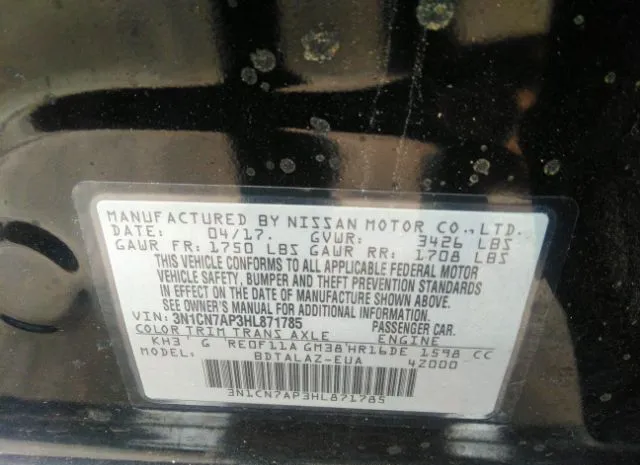 MANUFACTURED BY NISSAN MOTOR CO.,LTD.
DATE: 04/17. GVWR: 3426 LBS
GAWR FR: 1750 LBS GAWR RR: 1708 LBS
THIS VEHICLE CONFORMS TO ALL APPLICABLE FEDERAL MOTOR
VEHICLE SAFETY, BUMPER AND THEFT PREVENTION STANDARDS
IN EFFECT ON THE DATE OF MANUFACTURE SHOWN ABOVE.
SEE OWNER'S MANUAL FOR ADDITIONAL INFORMATION.
VIN: 3N1CN7AP3HL871785 PASSENGER CAR.
COLOR TRIM TRANS AXLE ENGINE
KH3 G RE0F11A GM38 HR16DE 1598 CC
MODEL: BDTALAZ-EUA 42000
3N1CN7AP3HL871785